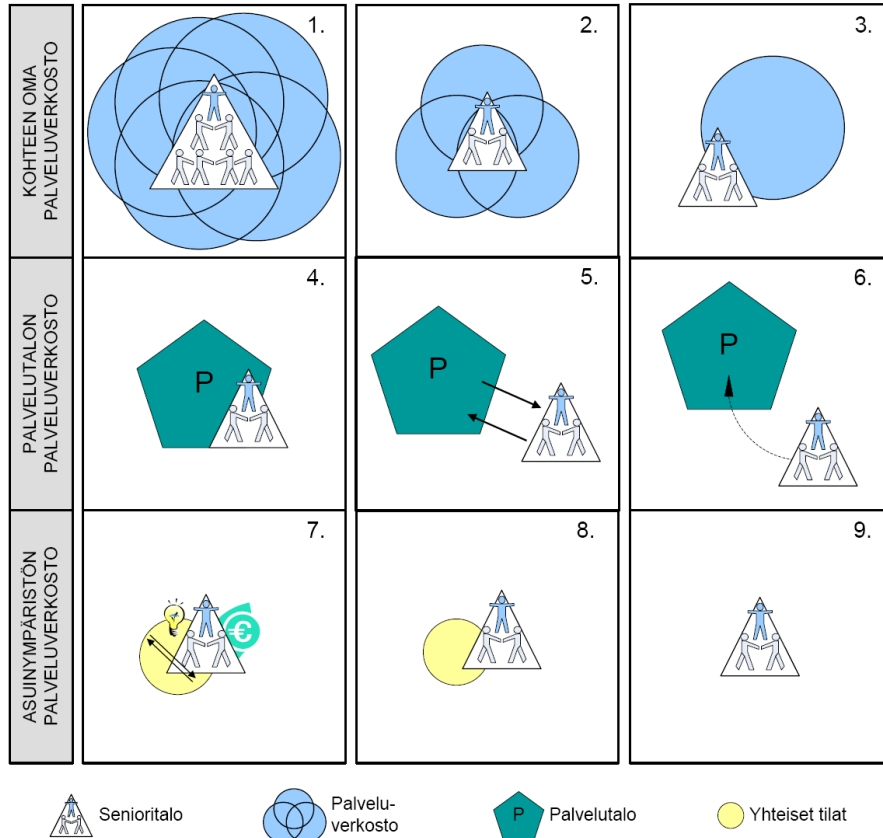 KOHTEEN OMA
PALVELUVERKOSTO
1.
2.
3.
PALVELUTALON
PALVELUVERKOSTO
4.
P
5.
P
6.
P
ASUINYMPÄRISTÖN
PALVELUVERKOSTO
7.
€
8.
9.
Senioritalo
Palvelu-
verkosto
P
Palvelutalo
Yhteiset tilat